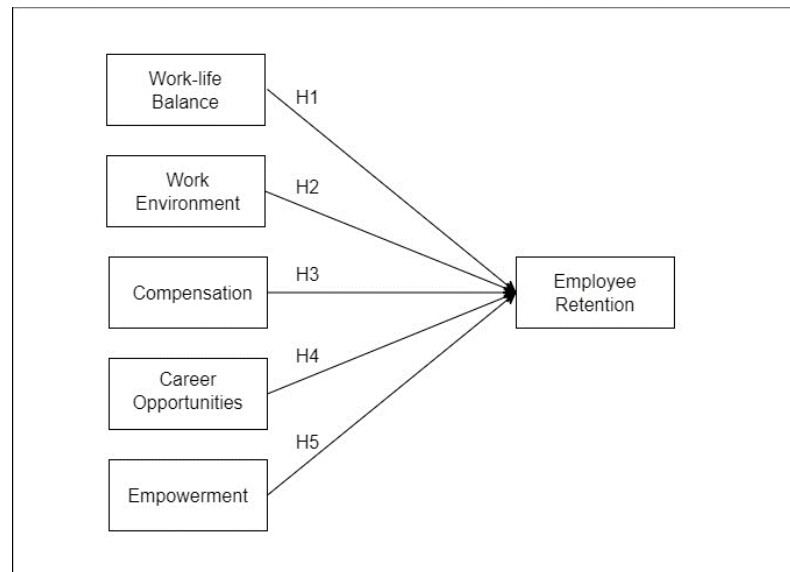 Work-life
Balance
H1
Work
Environment
H2
Compensation
H3
Career
Opportunities
H4
Empowerment
H5
Employee
Retention